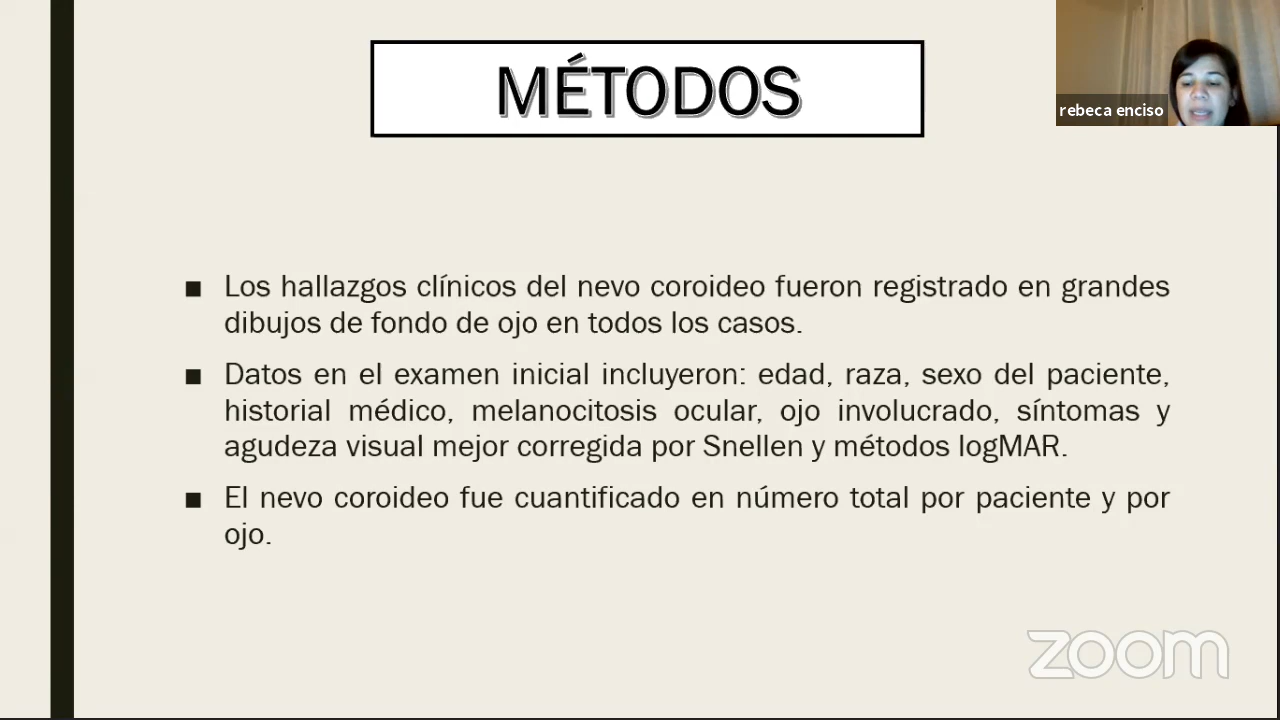 MÉTODOS
rebeca enciso
■ Los hallazgos clínicos del nevo coroideo fueron registrado en grandes
dibujos de fondo de ojo en todos los casos.
■ Datos en el examen inicial incluyeron: edad, raza, sexo del paciente,
historial médico, melanocitosis ocular, ojo involucrado, síntomas y
agudeza visual mejor corregida por Snellen y métodos logMAR.
■ El nevo coroideo fue cuantificado en número total por paciente y por
ojo.
zoom